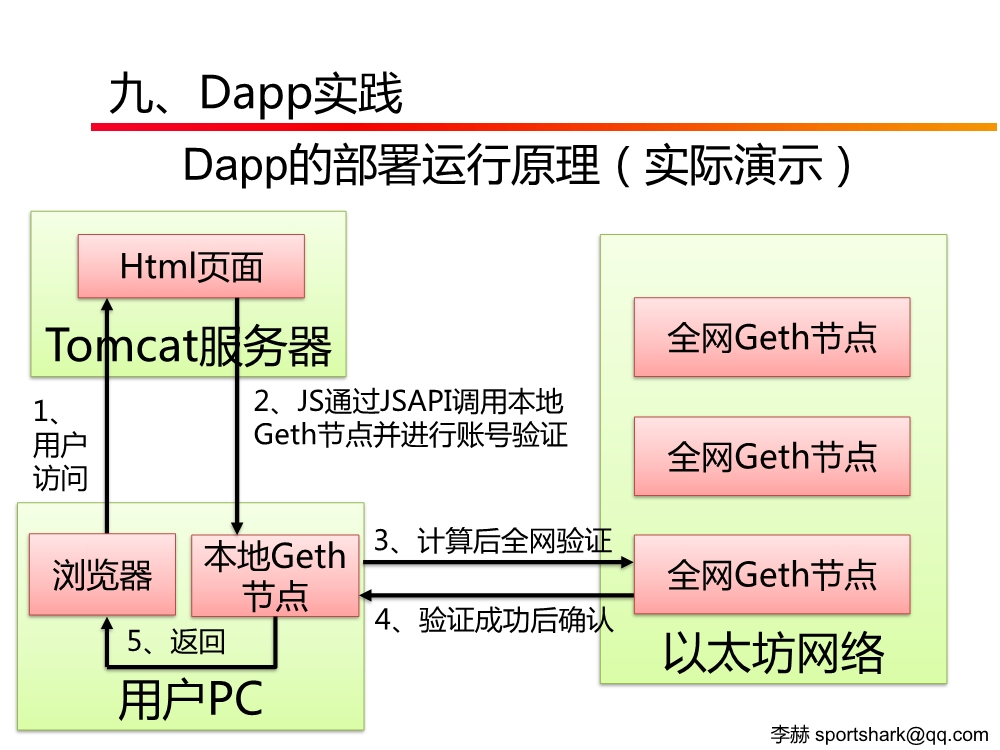 九、Dapp实践
Dapp的部署运行原理（实际演示）
Html页面
Tomcat服务器
1、
用户
访问
2、JS通过JSAPI调用本地
Geth节点并进行账号验证
浏览器
本地Geth
节点
5、返回
用户PC
3、计算后全网验证
4、验证成功后确认
全网Geth节点
全网Geth节点
全网Geth节点
以太坊网络
李赫 sportshark@qq.com